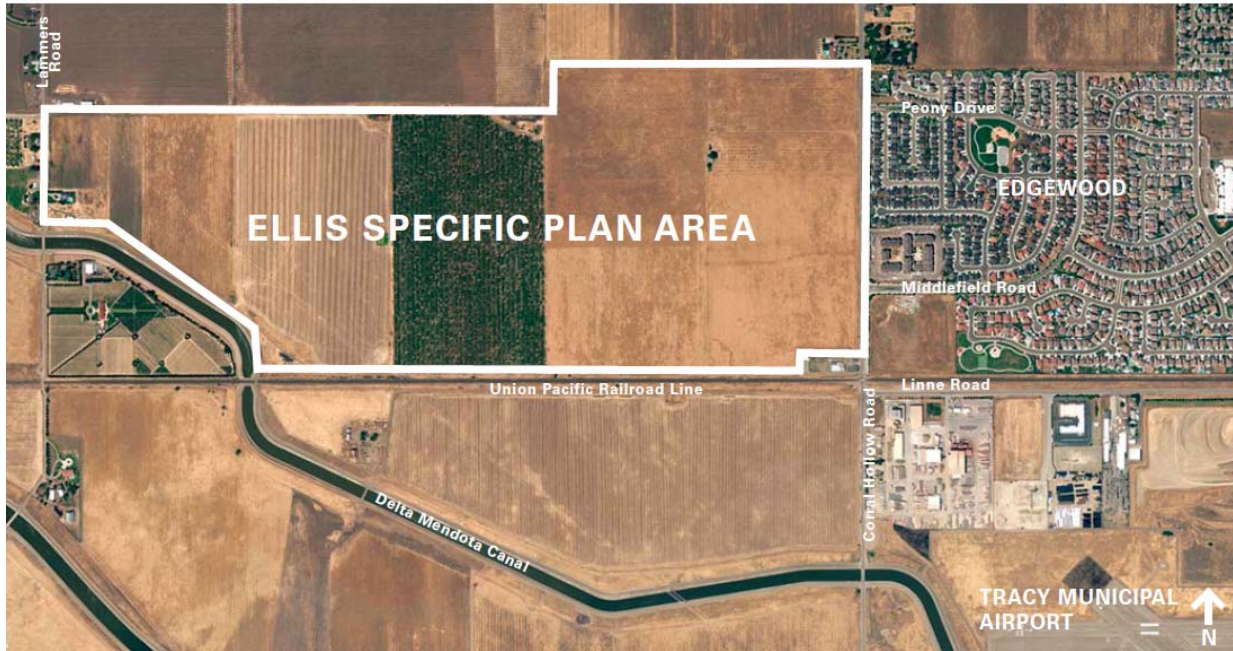 Lammers
Road
Peony Drive
EDGEWOOD
ELLIS SPECIFIC PLAN AREA
Middlefield Road
Union Pacific Railroad Line
Linne Road
Corral Hollow Road
Delta Mendota Canal
TRACY MUNICIPAL
AIRPORT
N